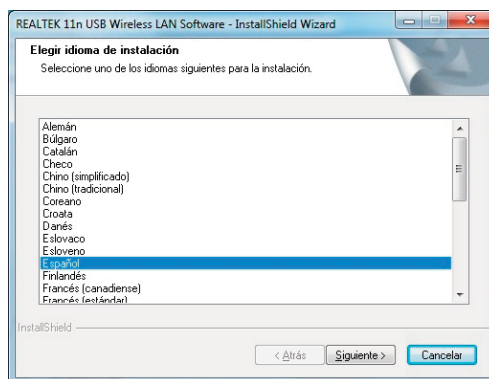 REALTEK 11n USB Wireless LAN Software - InstallShield Wizard
Elegir idioma de instalación
Seleccione uno de los idiomas siguientes para la instalación.
Alemán
Búlgaro
Catalán
Checo
Chino (simplificado)
Chino (tradicional)
Coreano
Croata
Danés
Eslovaco
Esloveno
Español
Finlandés
Francés (canadiense)
Francés (estándar)
InstallShield
< Atrás
Siguiente >
Cancelar